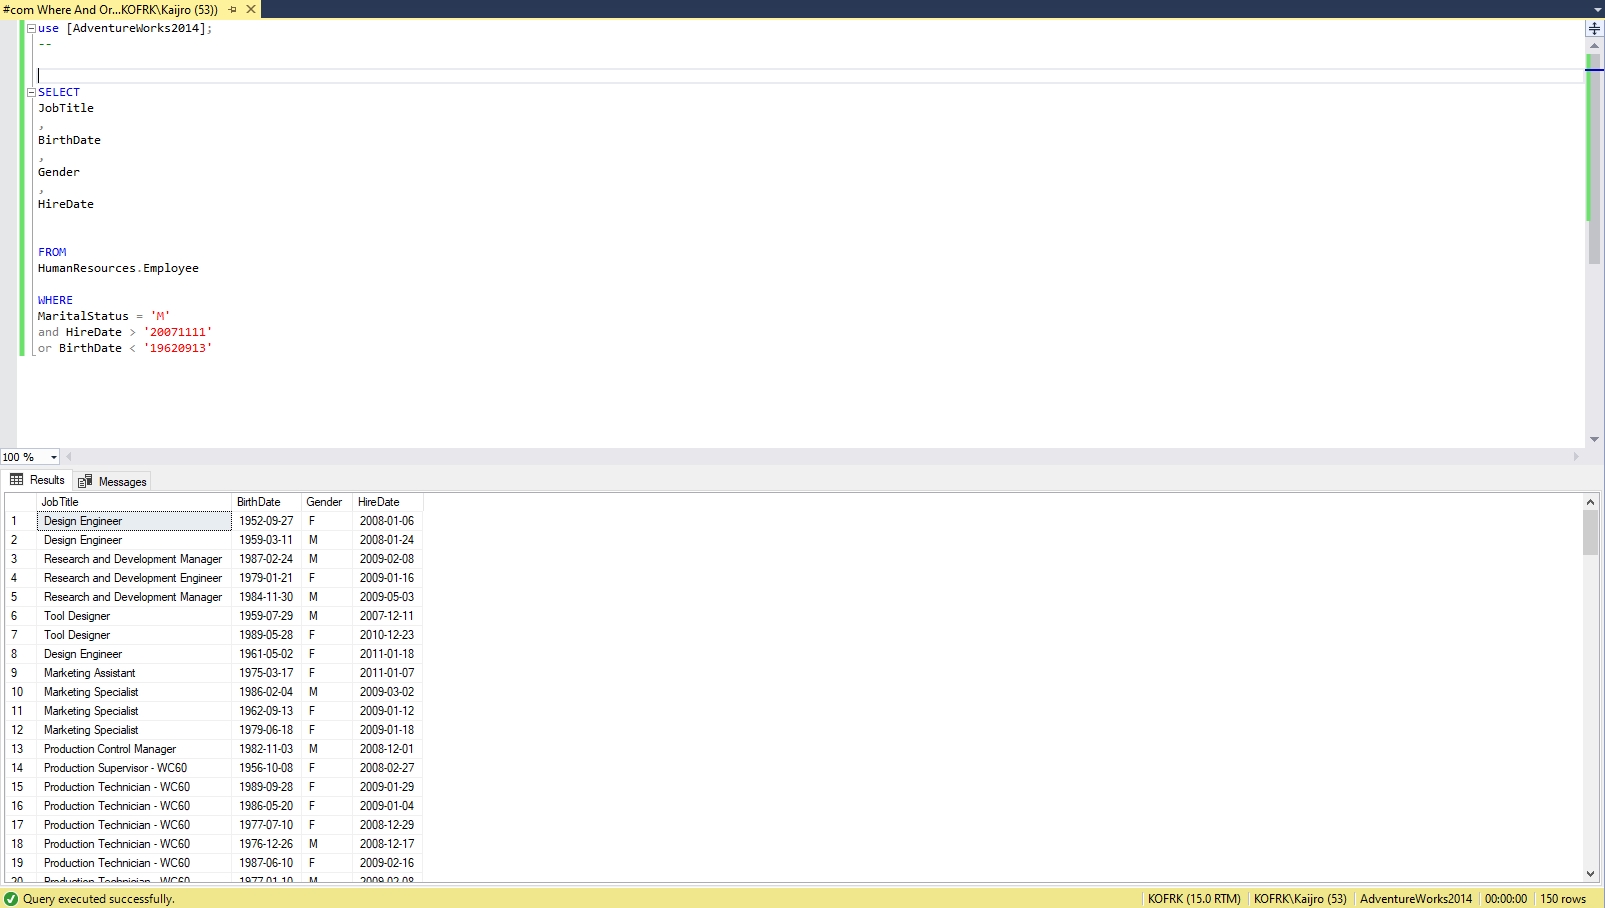 #com Where And Or...KOFRK\Kaijro (53))
use [AdventureWorks2014];
--
SELECT
JobTitle
,
BirthDate
,
Gender
,
HireDate
FROM
HumanResources.Employee
WHERE
MaritalStatus = 'M'
and HireDate > '20071111'
or BirthDate < '19620913'
100 %
Results Messages
JobTitle BirthDate Gender HireDate
1 Design Engineer 1952-09-27 F 2008-01-06
2 Design Engineer 1959-03-11 M 2008-01-24
3 Research and Development Manager 1987-02-24 M 2009-02-08
4 Research and Development Engineer 1979-01-21 F 2009-01-16
5 Research and Development Manager 1984-11-30 M 2009-05-03
6 Tool Designer 1959-07-29 M 2007-12-11
7 Tool Designer 1989-05-28 F 2010-12-23
8 Design Engineer 1961-05-02 F 2011-01-18
9 Marketing Assistant 1975-03-17 F 2011-01-07
10 Marketing Specialist 1986-02-04 M 2009-03-02
11 Marketing Specialist 1962-09-13 F 2009-01-12
12 Marketing Specialist 1979-06-18 F 2009-01-18
13 Production Control Manager 1982-11-03 M 2008-12-01
14 Production Supervisor - WC60 1956-10-08 F 2008-02-27
15 Production Technician - WC60 1989-09-28 F 2009-01-29
16 Production Technician - WC60 1986-05-20 F 2009-01-04
17 Production Technician - WC60 1977-07-10 F 2008-12-29
18 Production Technician - WC60 1976-12-26 M 2008-12-17
19 Production Technician - WC60 1987-06-10 F 2009-02-16
20 Production Technician - WC60 1977-01-10 M 2009-02-08
Query executed successfully. KOFRK (15.0 RTM) KOFRK\Kaijro (53) AdventureWorks2014 00:00:00 150 rows